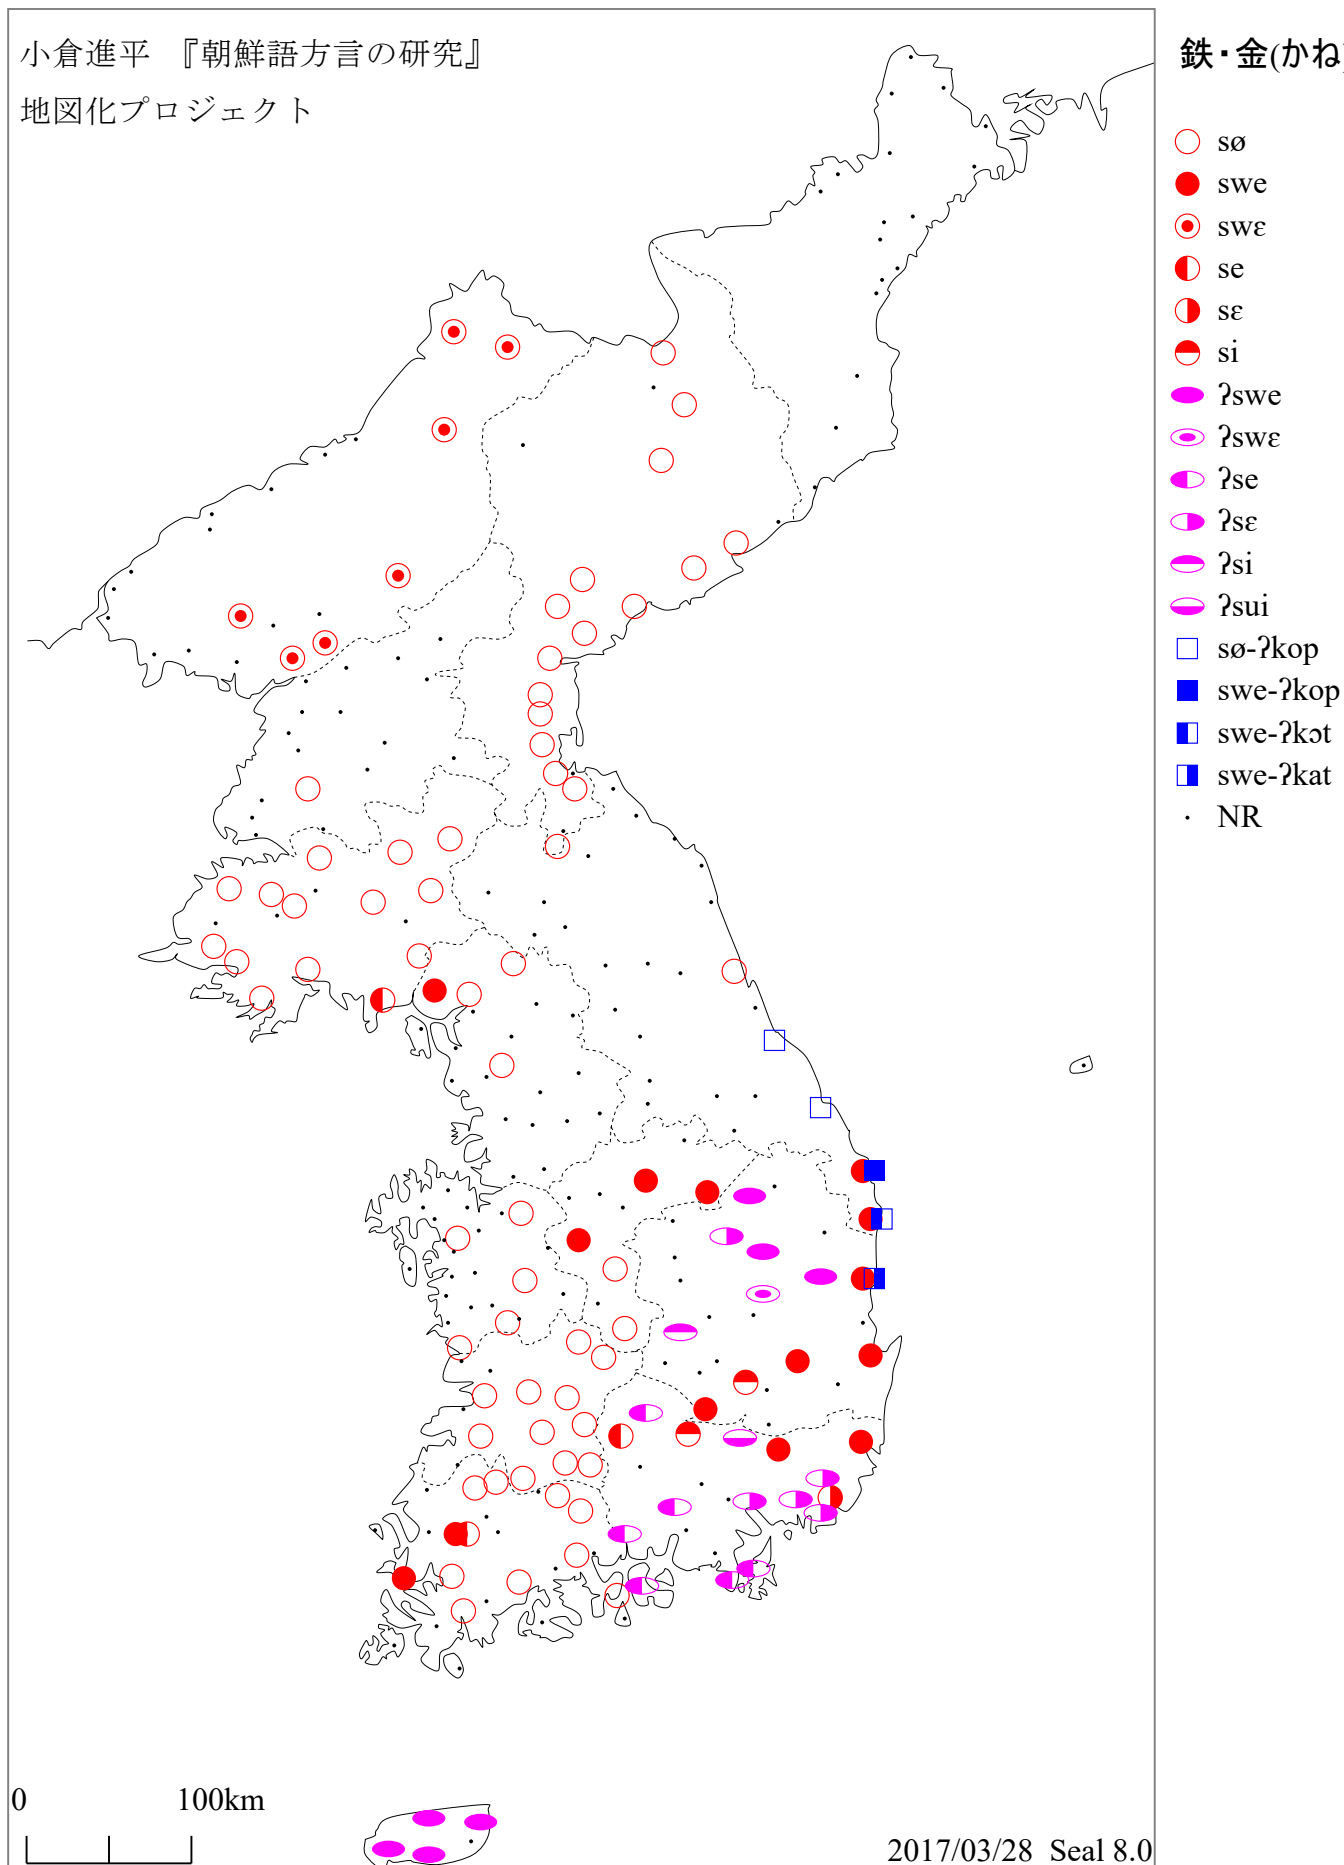 小倉進平 『朝鮮語方言の研究』
地図化プロジェクト
鉄・金(かね
sø
swe
swɛ
se
sɛ
si
ʔswe
ʔswɛ
ʔse
ʔsɛ
ʔsi
ʔsui
sø-ʔkop
swe-ʔkop
swe-ʔkɔt
swe-ʔkat
NR
0 100km
2017/03/28 Seal 8.0